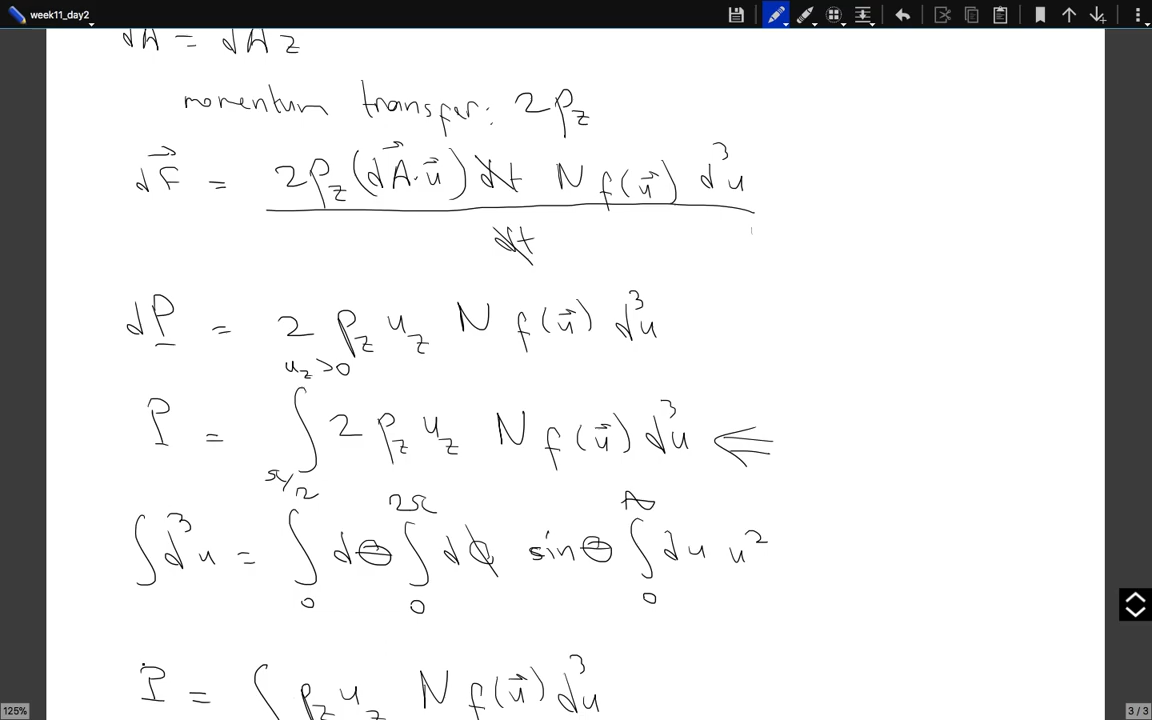 week11_day2
dA = dA z
momentum transfer: 2p_z
dF⃗ = 2p_z (dA⃗·u⃗) dt N f(u⃗) d³u
dt
dP = 2 p_z u_z N f(u⃗) d³u
u_z >0
P = ∫ 2 p_z u_z N f(u⃗) d³u ⇐
π/2 2π ∞
∫ d³u = ∫ dθ ∫ dϕ sinθ ∫ du u²
0 0 0
P = ∫ p_z u_z N f(u⃗) d³u
125%
3 / 3